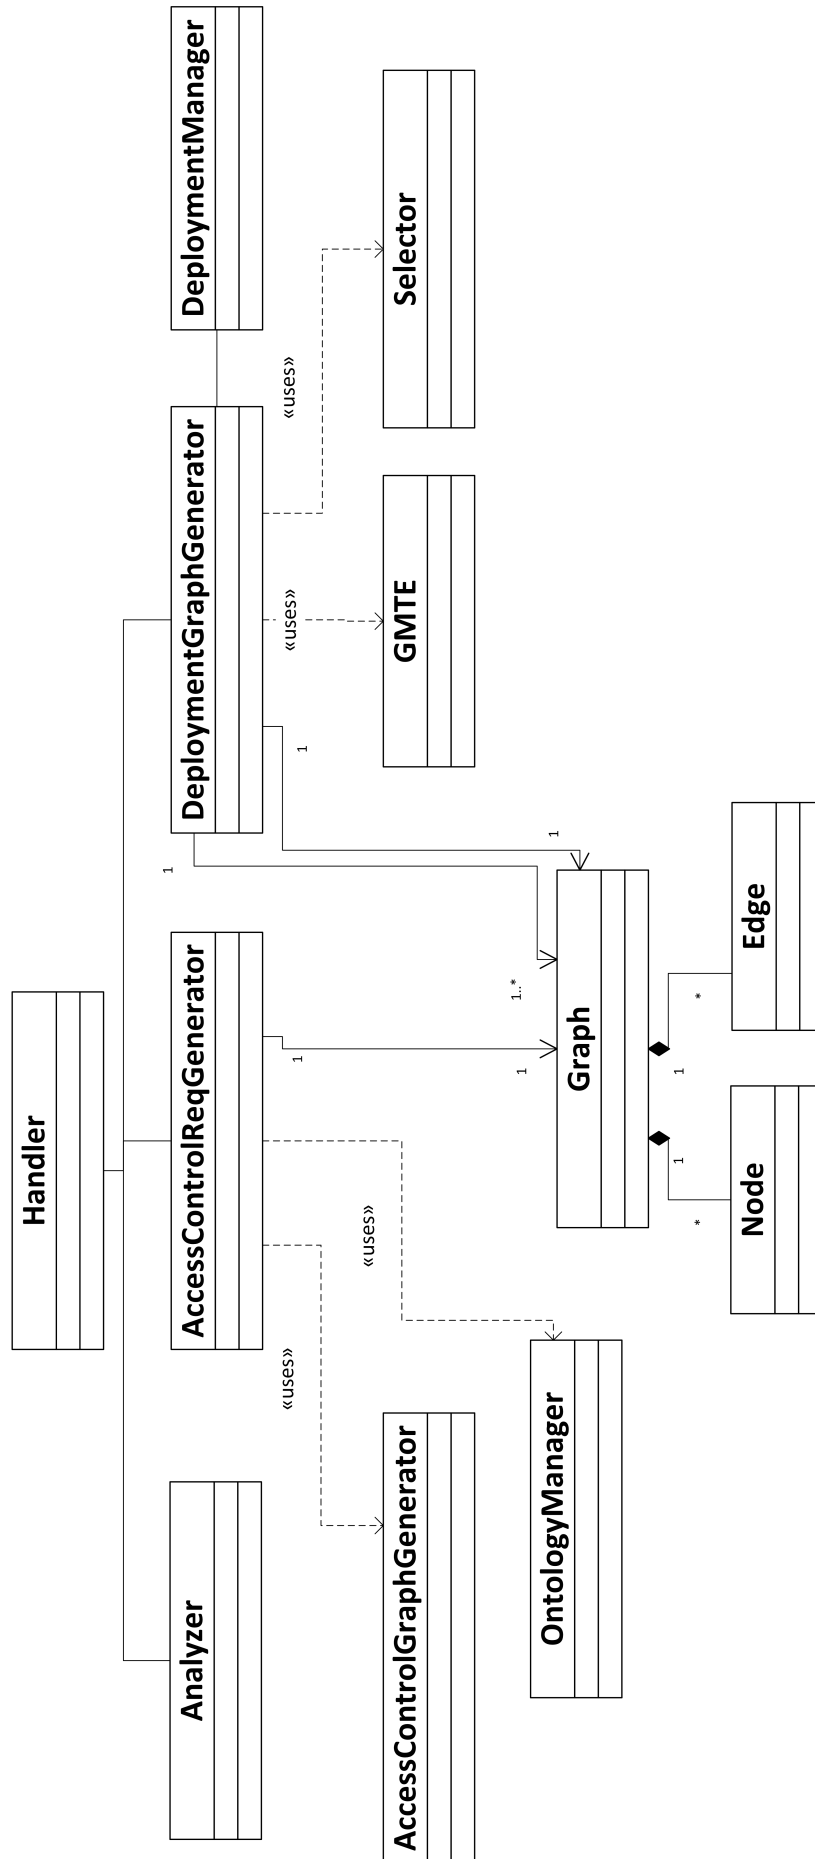 Handler
Analyzer
AccessControlReqGenerator
DeploymentGraphGenerator
DeploymentManager
«uses»
«uses»
«uses»
«uses»
AccessControlGraphGenerator
GMTE
Selector
OntologyManager
1
1
1
1
1
1..*
Graph
1
1
*
*
Node
Edge